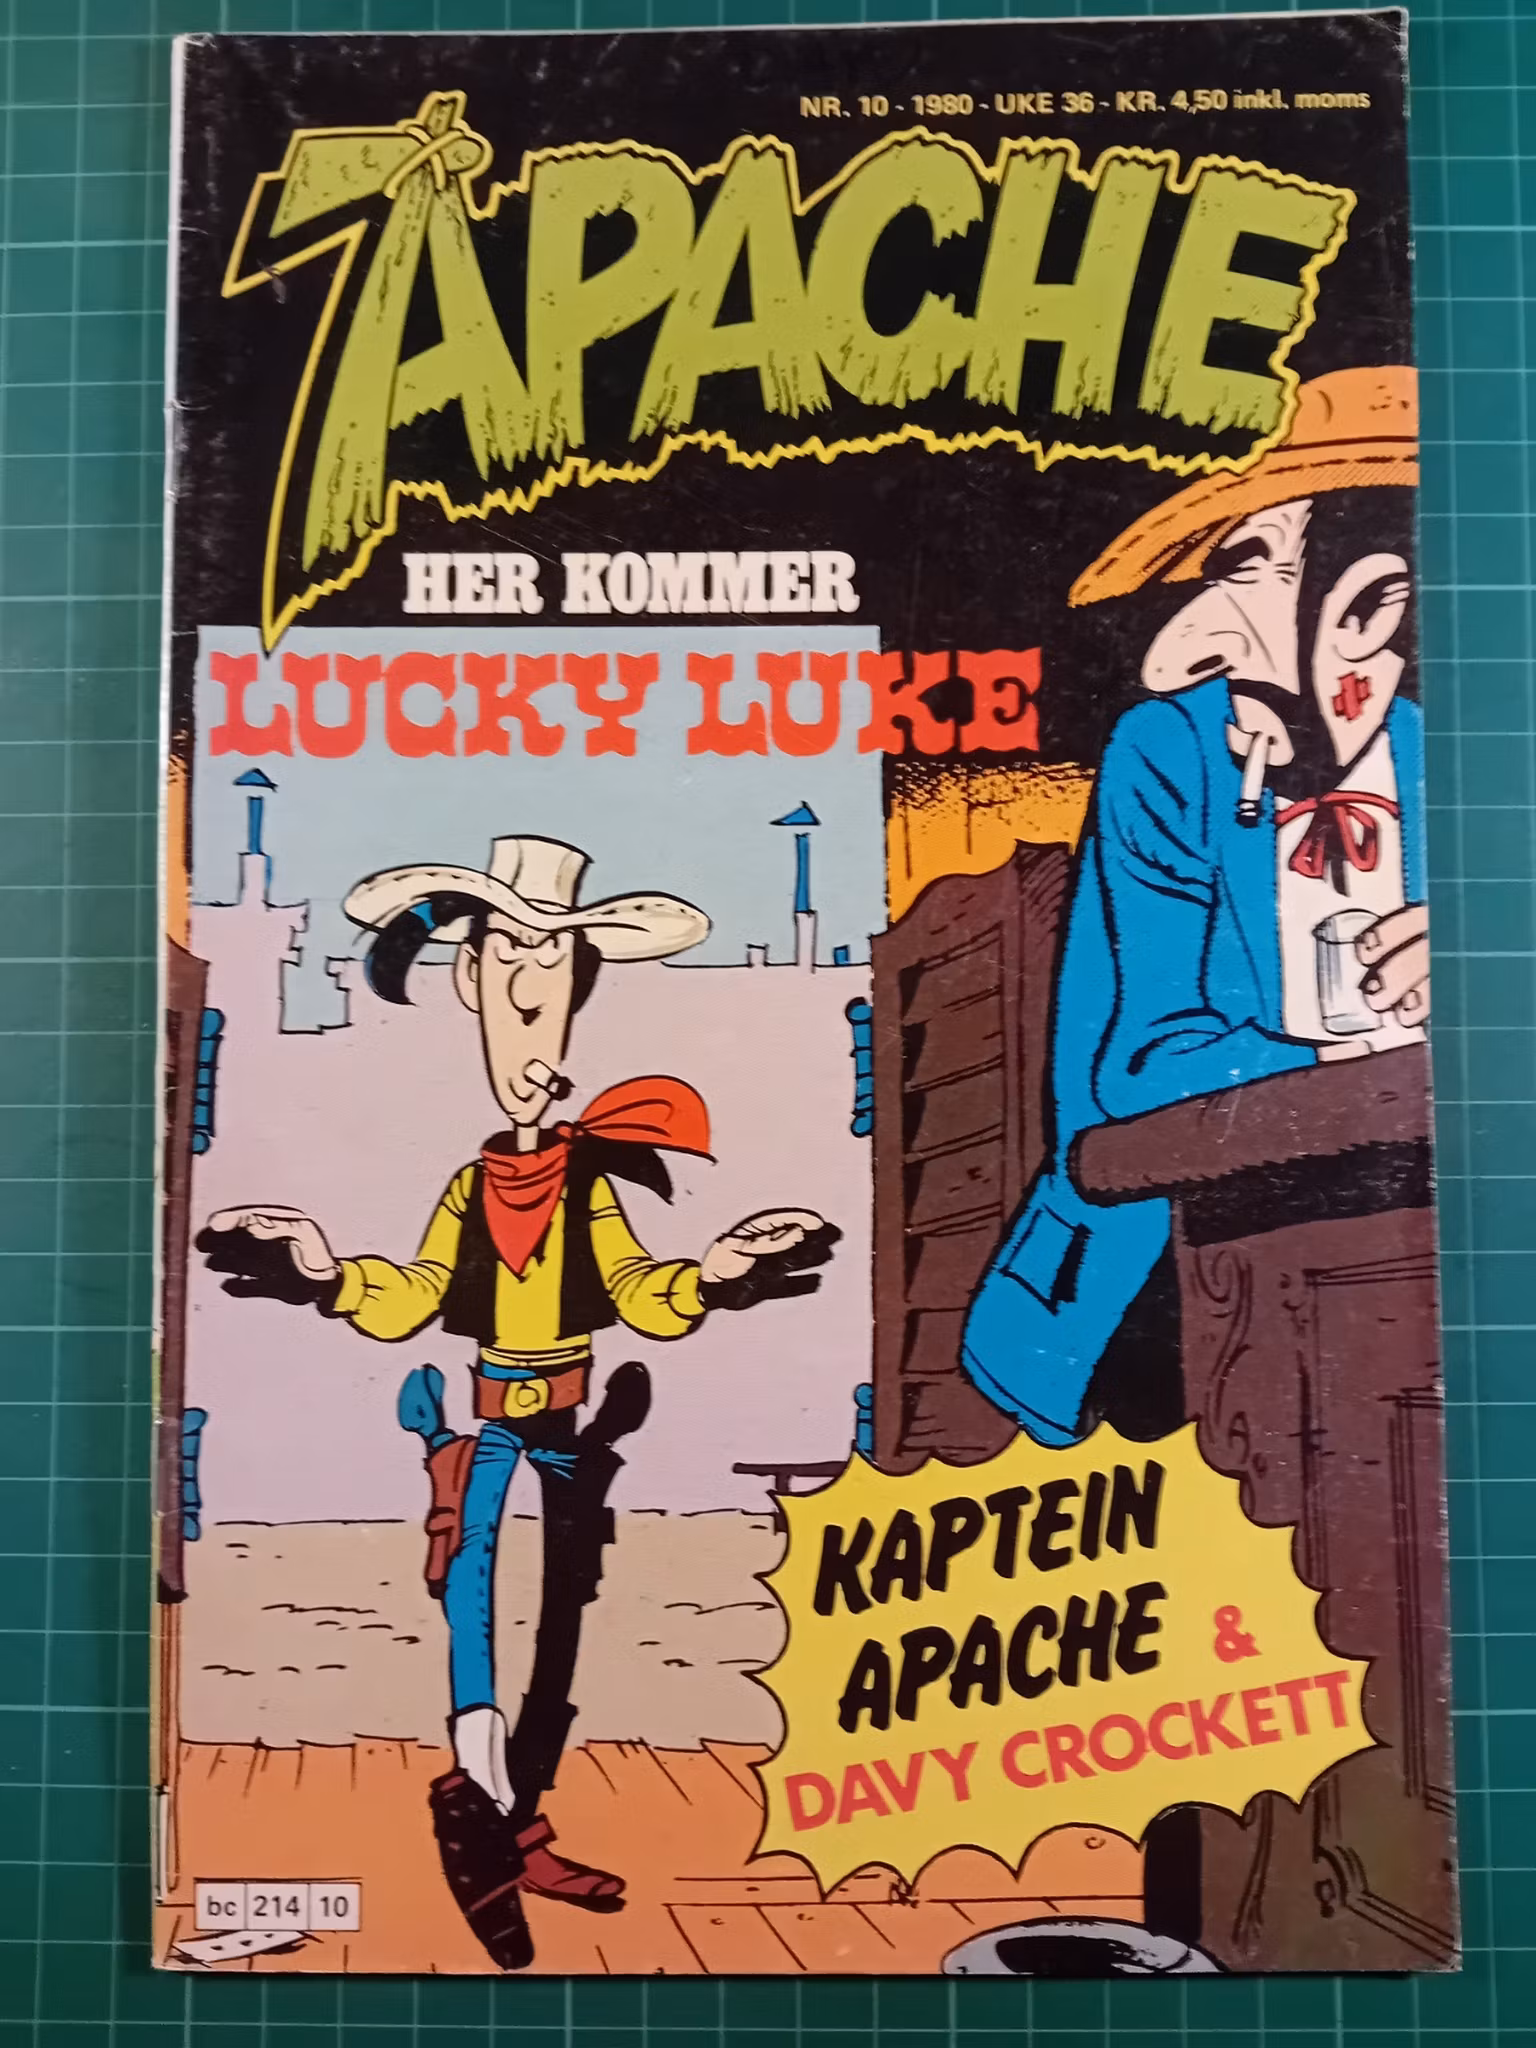 NR. 10 - 1980 - UKE 36 - KR. 4,50 inkl. moms
APACHE
HER KOMMER
LUCKY LUKE
KAPTEIN
APACHE &
DAVY CROCKETT
bc 214 10